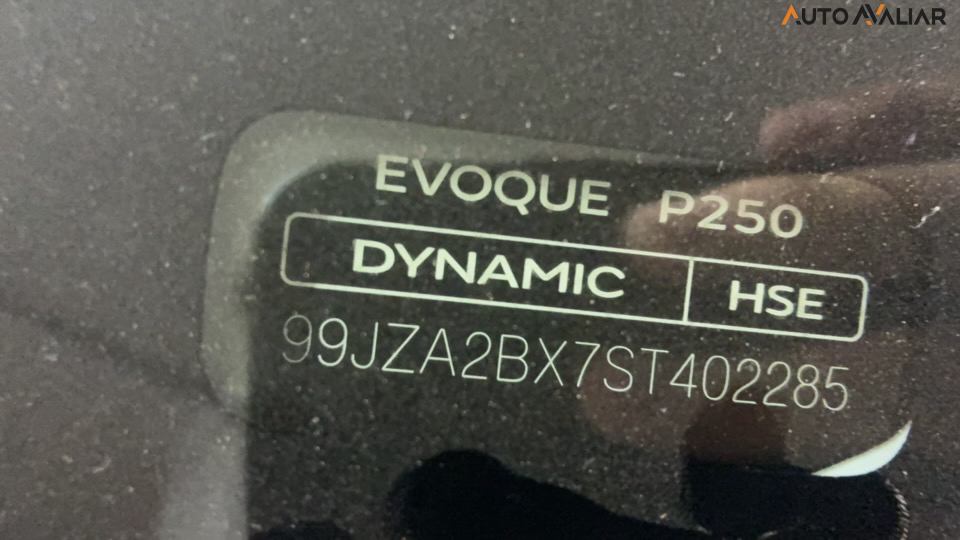 AUTO AVALIAR
EVOQUE P250
DYNAMIC HSE
99JZA2BX7ST402285